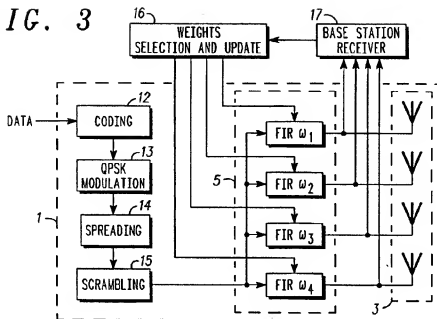 IG. 3
16
WEIGHTS
SELECTION AND UPDATE
17
BASE STATION
RECEIVER
DATA
12
CODING
13
QPSK
MODULATION
14
SPREADING
15
SCRAMBLING
1
5
FIR ω1
FIR ω2
FIR ω3
FIR ω4
3